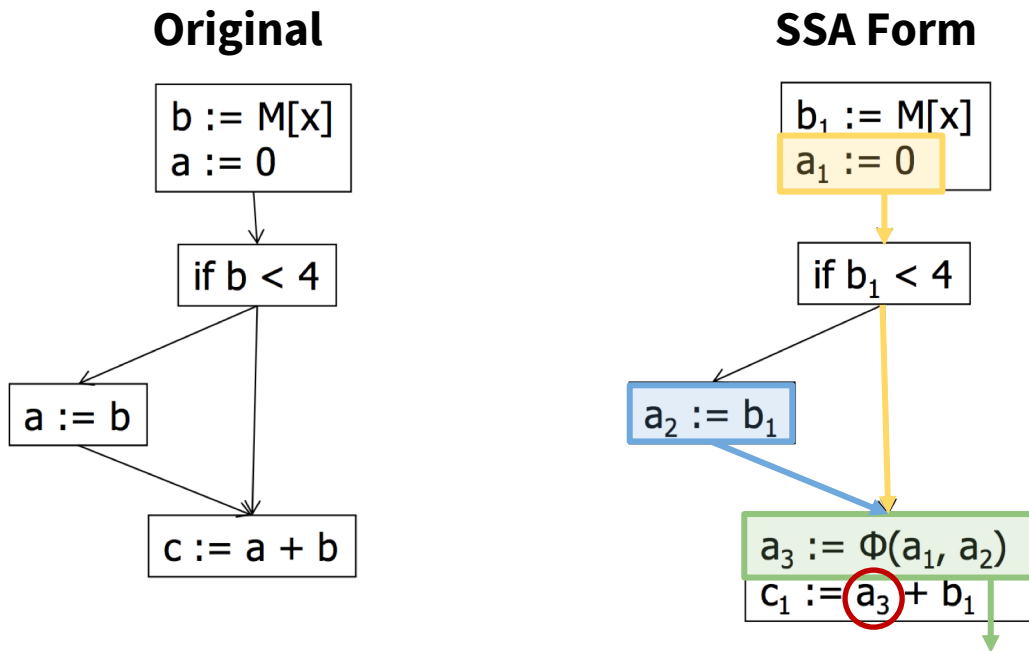 Original
b := M[x]
a := 0
if b < 4
a := b
c := a + b
SSA Form
b₁ := M[x]
a₁ := 0
if b₁ < 4
a₂ := b₁
a₃ := Φ(a₁, a₂)
c₁ := a₃ + b₁